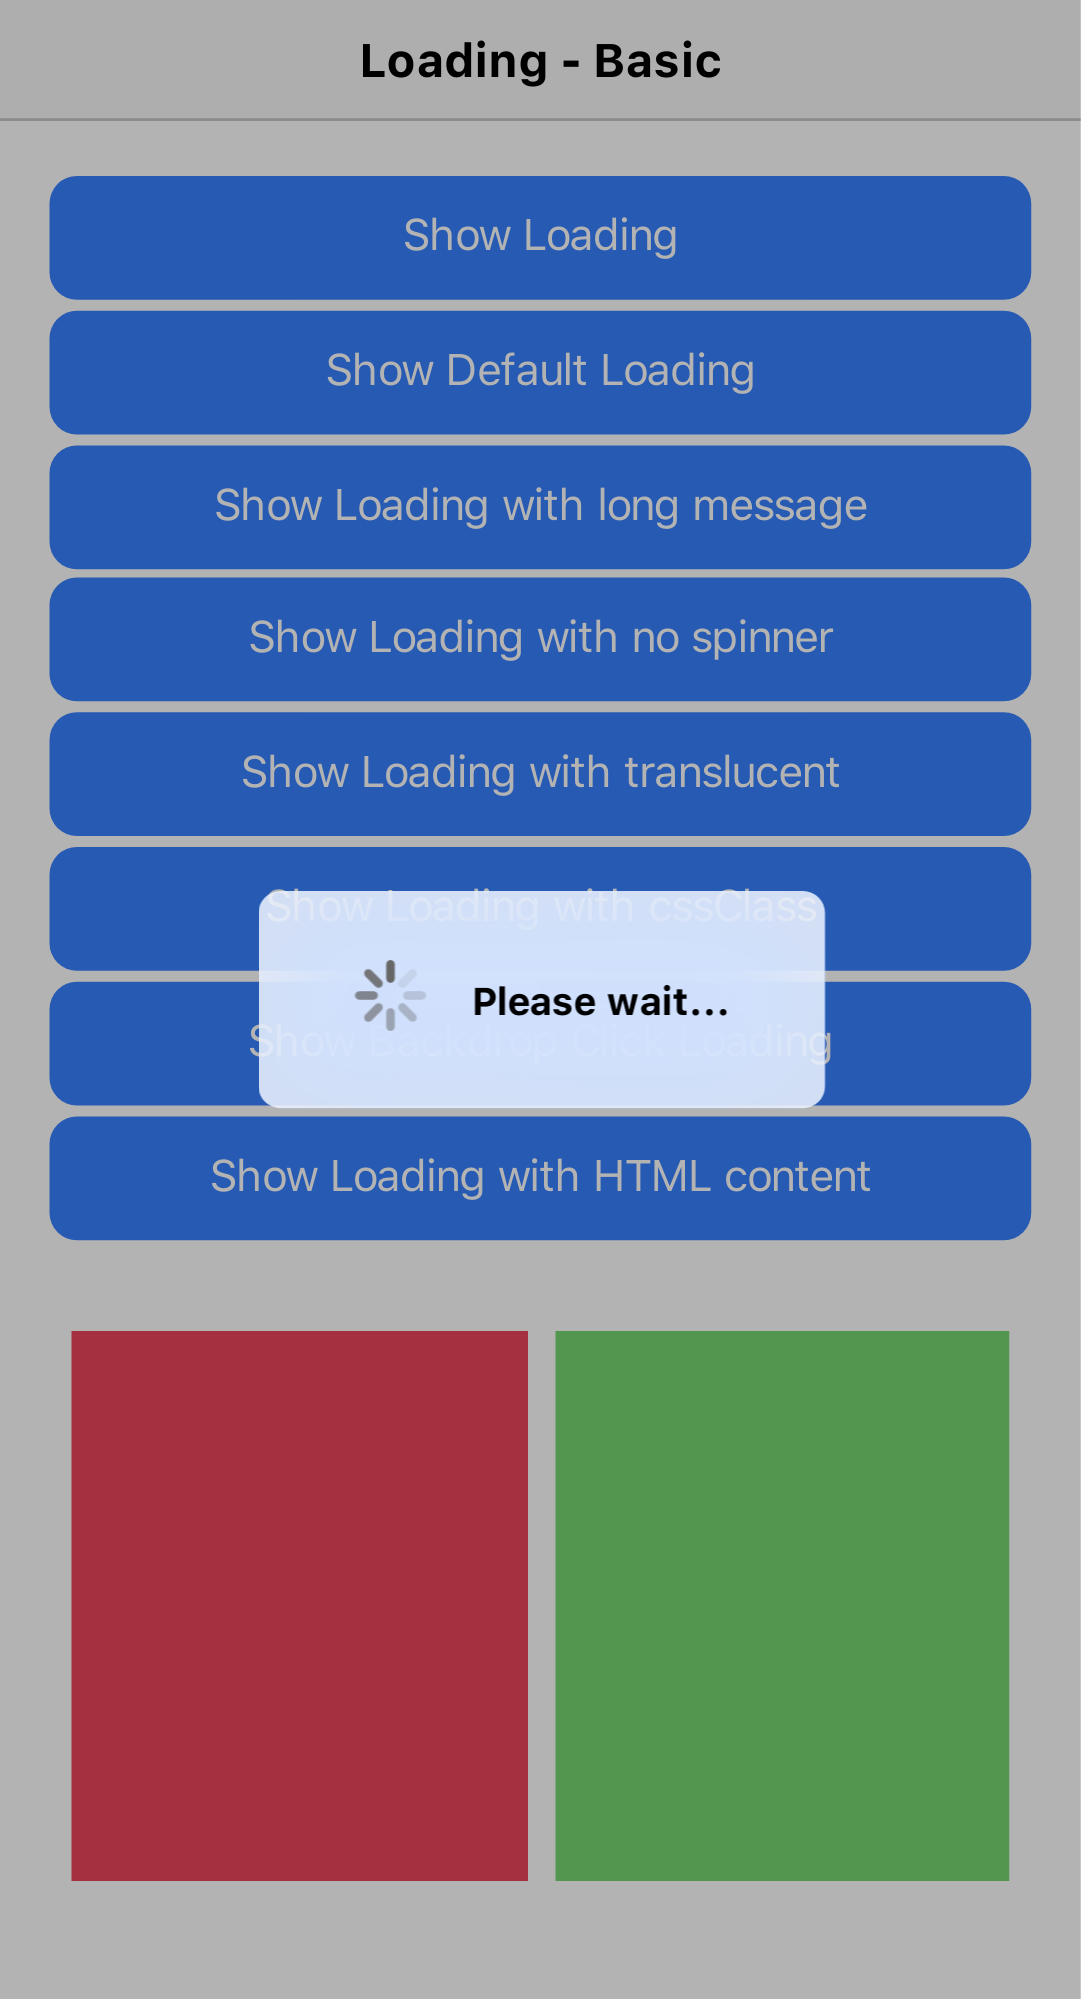 Loading - Basic
Show Loading
Show Default Loading
Show Loading with long message
Show Loading with no spinner
Show Loading with translucent
Show Loading with cssClass
Please wait...
Show Backdrop Click Loading
Show Loading with HTML content